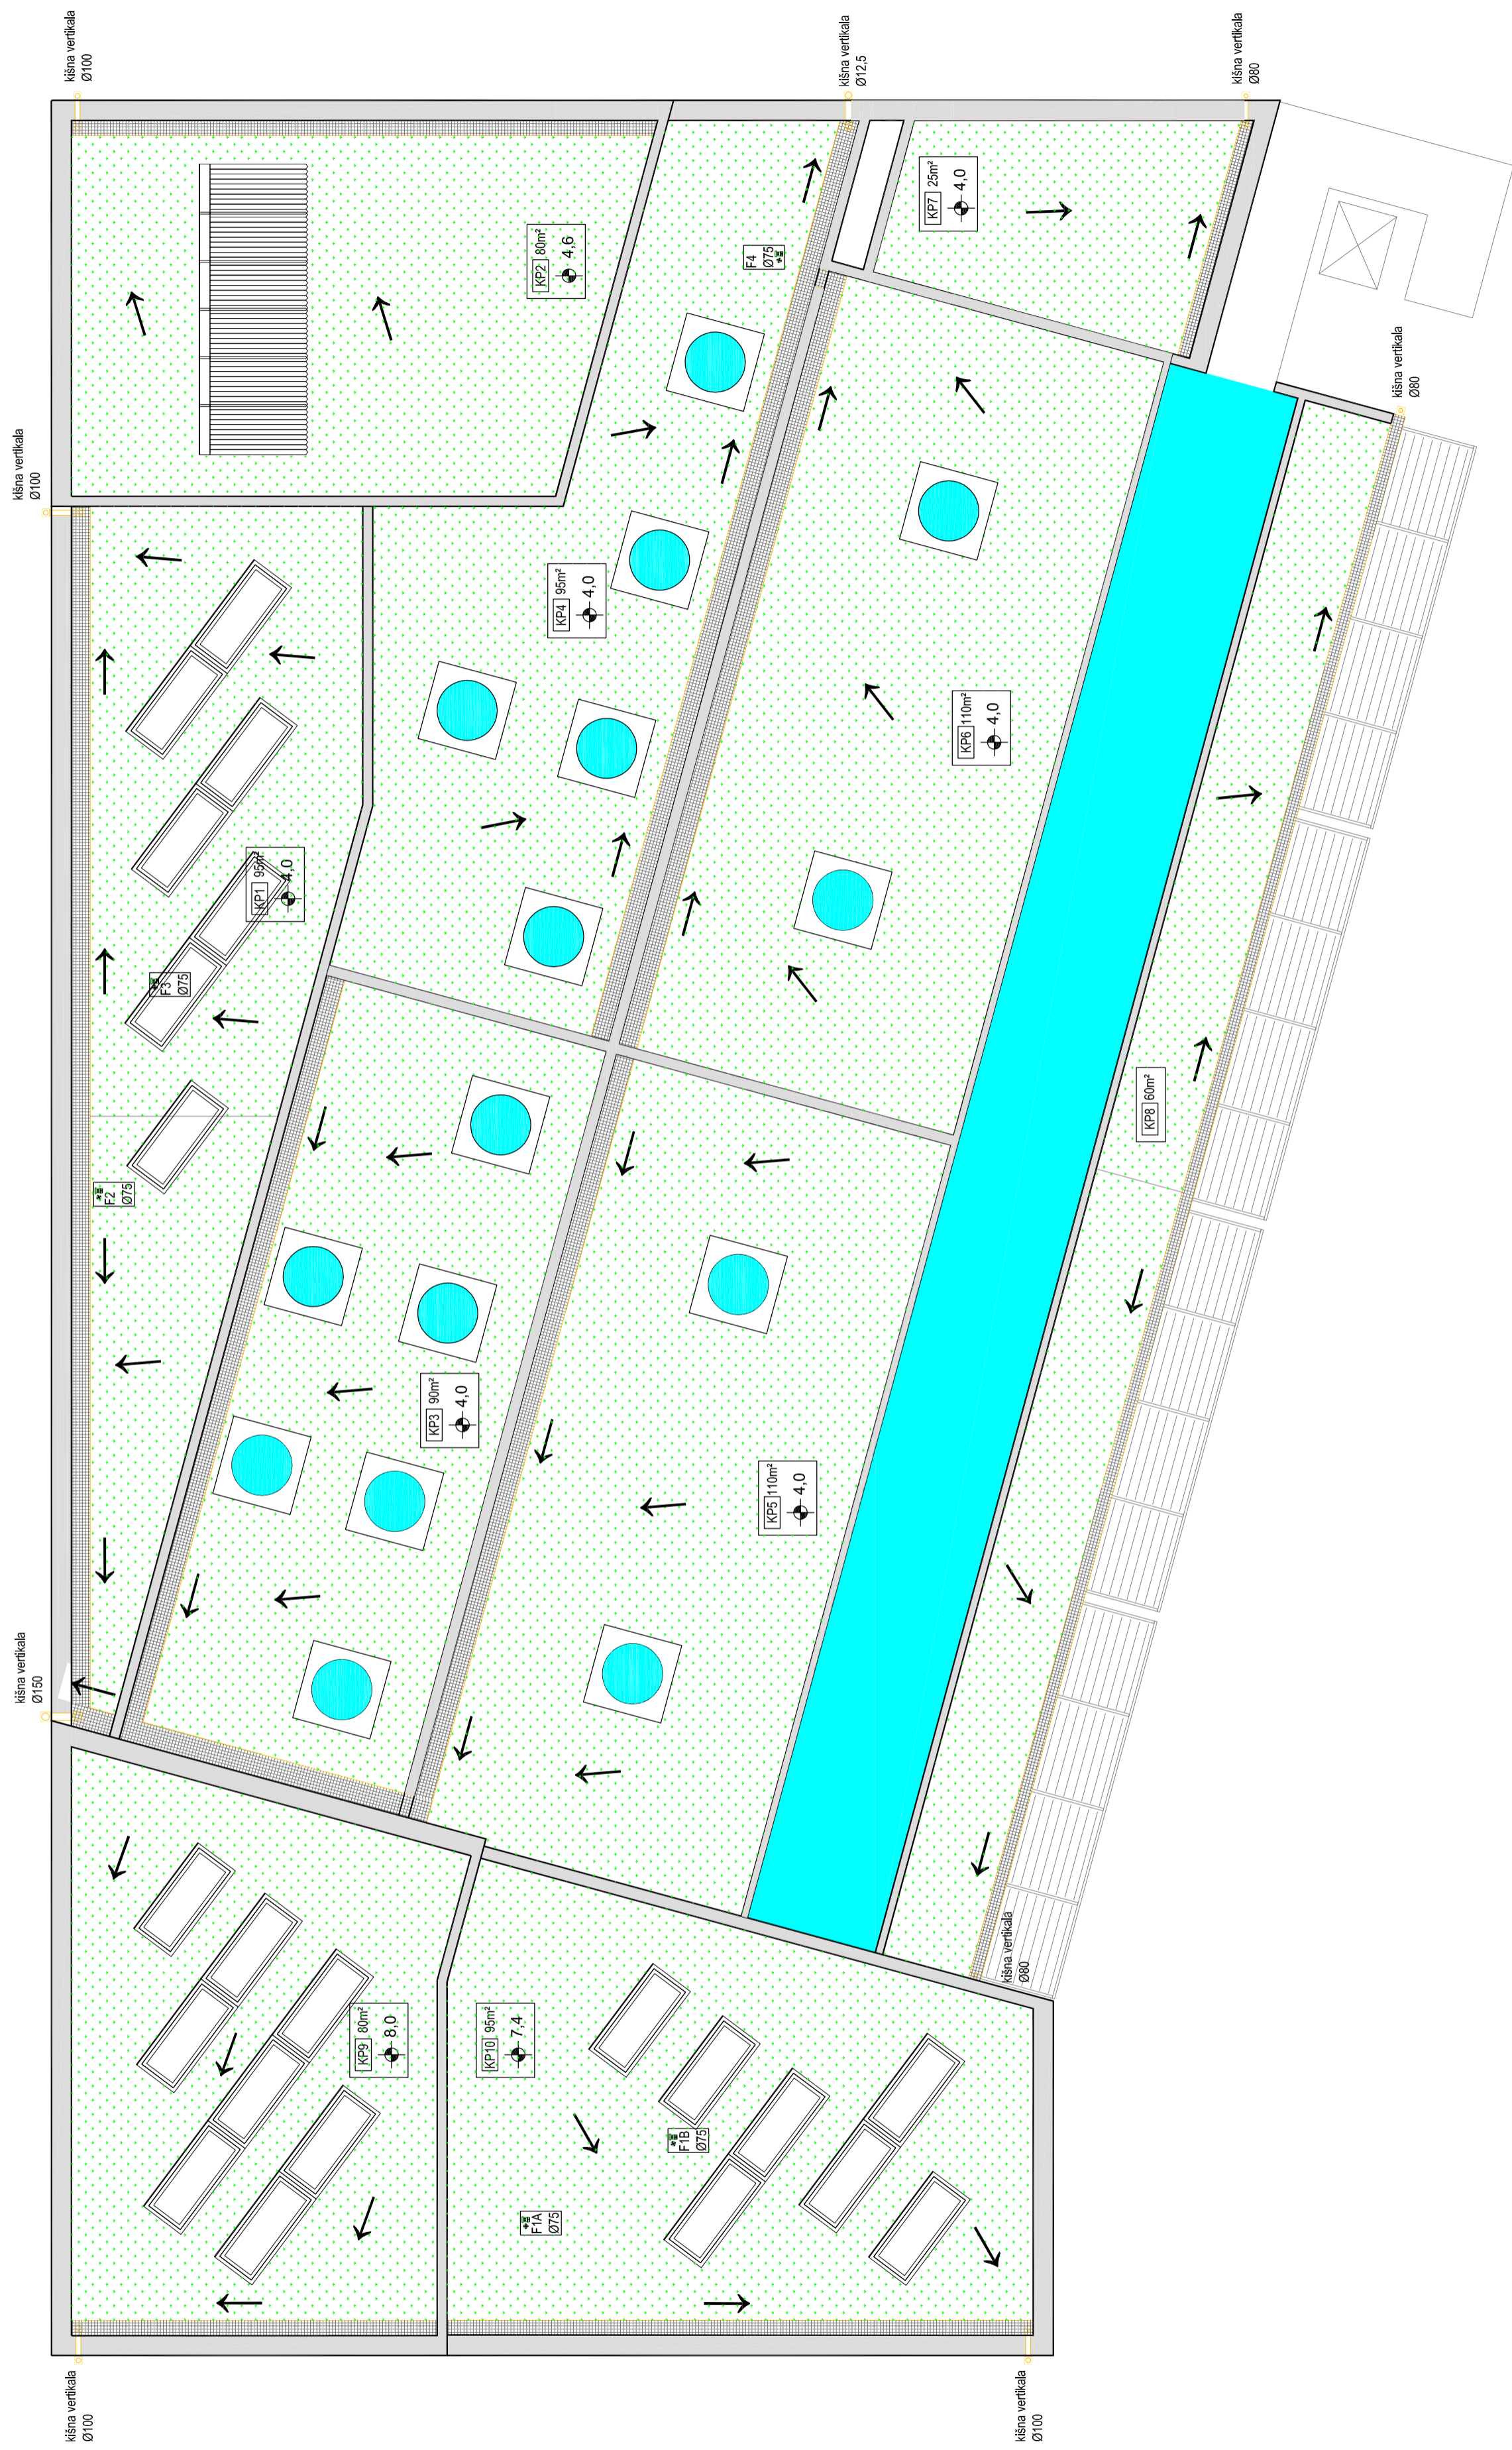 kišna vertikala
Ø100
kišna vertikala
Ø12,5
kišna vertikala
Ø80
kišna vertikala
Ø80
kišna vertikala
Ø100
kišna vertikala
Ø150
KP2 80m²
4,6
KP7 25m²
4,0
F4
Ø75
KP4 95m²
4,0
KP6 110m²
4,0
KP1 95m²
4,0
F3
Ø75
F2
Ø75
KP8 60m²
KP3 90m²
4,0
KP5 110m²
4,0
kišna vertikala
Ø80
KP9 80m²
8,0
KP10 95m²
7,4
F1B
Ø75
F1A
Ø75
kišna vertikala
Ø100
kišna vertikala
Ø100